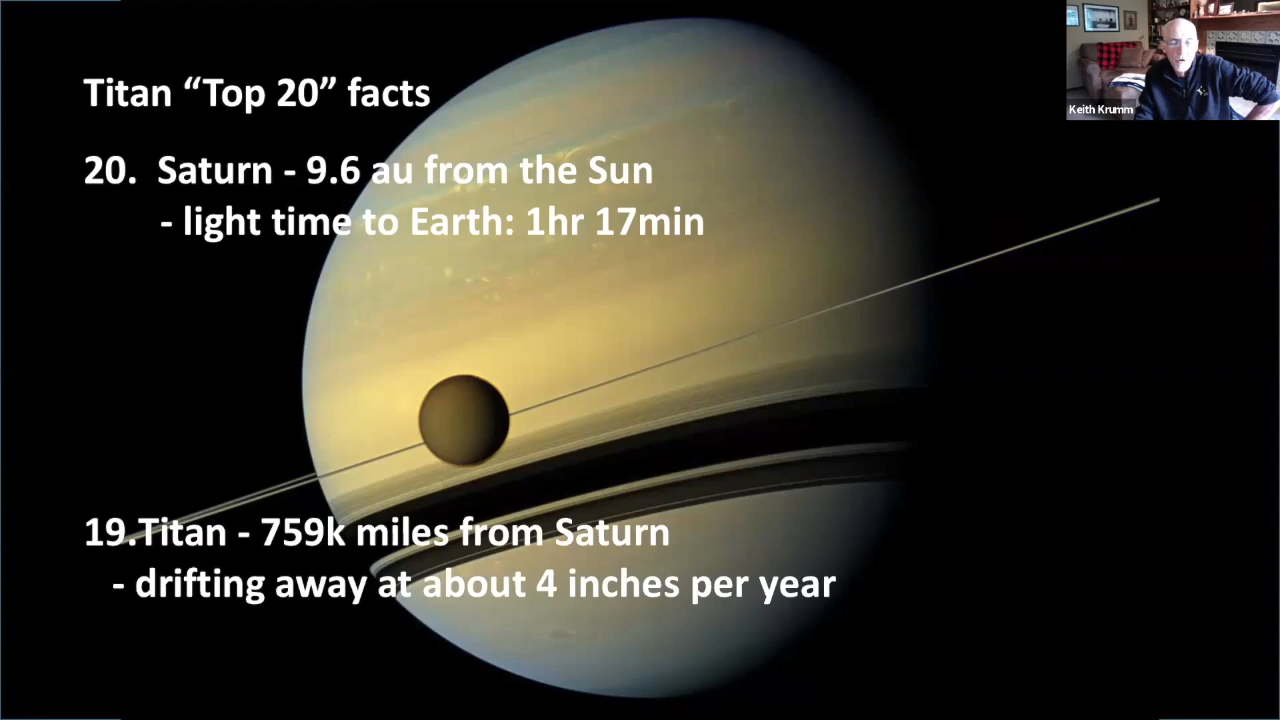 Titan “Top 20” facts
20. Saturn - 9.6 au from the Sun
- light time to Earth: 1hr 17min
19.Titan - 759k miles from Saturn
- drifting away at about 4 inches per year
Keith Krumm